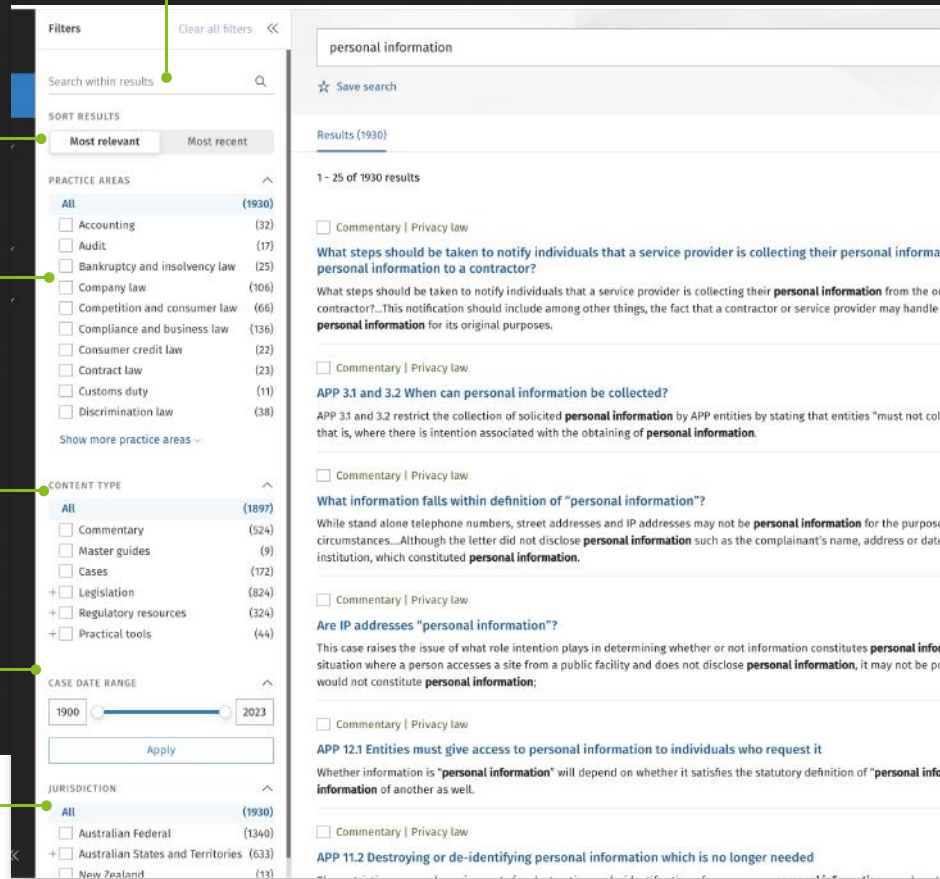 Filters
Clear all filters
Search within results
SORT RESULTS
Most relevant
Most recent
PRACTICE AREAS
All (1930)
Accounting (32)
Audit (17)
Bankruptcy and insolvency law (25)
Company law (106)
Competition and consumer law (66)
Compliance and business law (136)
Consumer credit law (22)
Contract law (23)
Customs duty (11)
Discrimination law (38)
Show more practice areas
CONTENT TYPE
All (1897)
Commentary (524)
Master guides (9)
Cases (172)
+ Legislation (824)
+ Regulatory resources (324)
+ Practical tools (44)
CASE DATE RANGE
1900
2023
Apply
JURISDICTION
All (1930)
Australian Federal (1340)
+ Australian States and Territories (633)
New Zealand (13)
personal information
Save search
Results (1930)
1 - 25 of 1930 results
Commentary | Privacy law
What steps should be taken to notify individuals that a service provider is collecting their personal informa
personal information to a contractor?
What steps should be taken to notify individuals that a service provider is collecting their personal information from the o
contractor?...This notification should include among other things, the fact that a contractor or service provider may handle
personal information for its original purposes.
Commentary | Privacy law
APP 3.1 and 3.2 When can personal information be collected?
APP 3.1 and 3.2 restrict the collection of solicited personal information by APP entities by stating that entities "must not col
that is, where there is intention associated with the obtaining of personal information.
Commentary | Privacy law
What information falls within definition of "personal information"?
While stand alone telephone numbers, street addresses and IP addresses may not be personal information for the purpose
circumstances....Although the letter did not disclose personal information such as the complainant's name, address or date
institution, which constituted personal information.
Commentary | Privacy law
Are IP addresses "personal information"?
This case raises the issue of what role intention plays in determining whether or not information constitutes personal infor
situation where a person accesses a site from a public facility and does not disclose personal information, it may not be po
would not constitute personal information;
Commentary | Privacy law
APP 12.1 Entities must give access to personal information to individuals who request it
Whether information is "personal information" will depend on whether it satisfies the statutory definition of "personal info
information of another as well.
Commentary | Privacy law
APP 11.2 Destroying or de-identifying personal information which is no longer needed